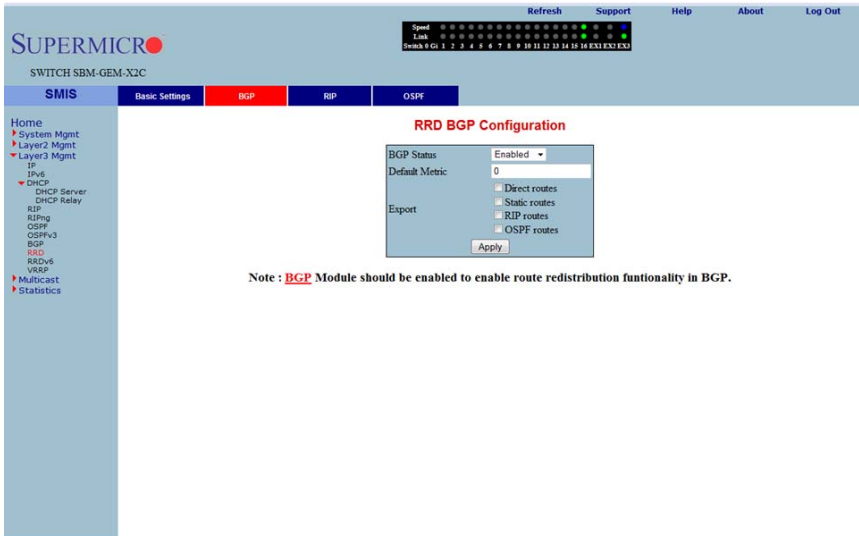 Refresh Support Help About Log Out
Speed
Link
Switch 0 Gi 1 2 3 4 5 6 7 8 9 10 11 12 13 14 15 16 EX1 EX2 EX3
SUPERMICRO
SWITCH SBM-GEM-X2C
SMIS
Basic Settings BGP RIP OSPF
Home
System Mgmt
Layer2 Mgmt
Layer3 Mgmt
IP
IPv6
DHCP
DHCP Server
DHCP Relay
RIP
RIPng
OSPF
OSPFv3
BGP
RRD
RRDv6
VRRP
Multicast
Statistics
RRD BGP Configuration
BGP Status Enabled
Default Metric 0
Export
Direct routes
Static routes
RIP routes
OSPF routes
Apply
Note : BGP Module should be enabled to enable route redistribution funtionality in BGP.